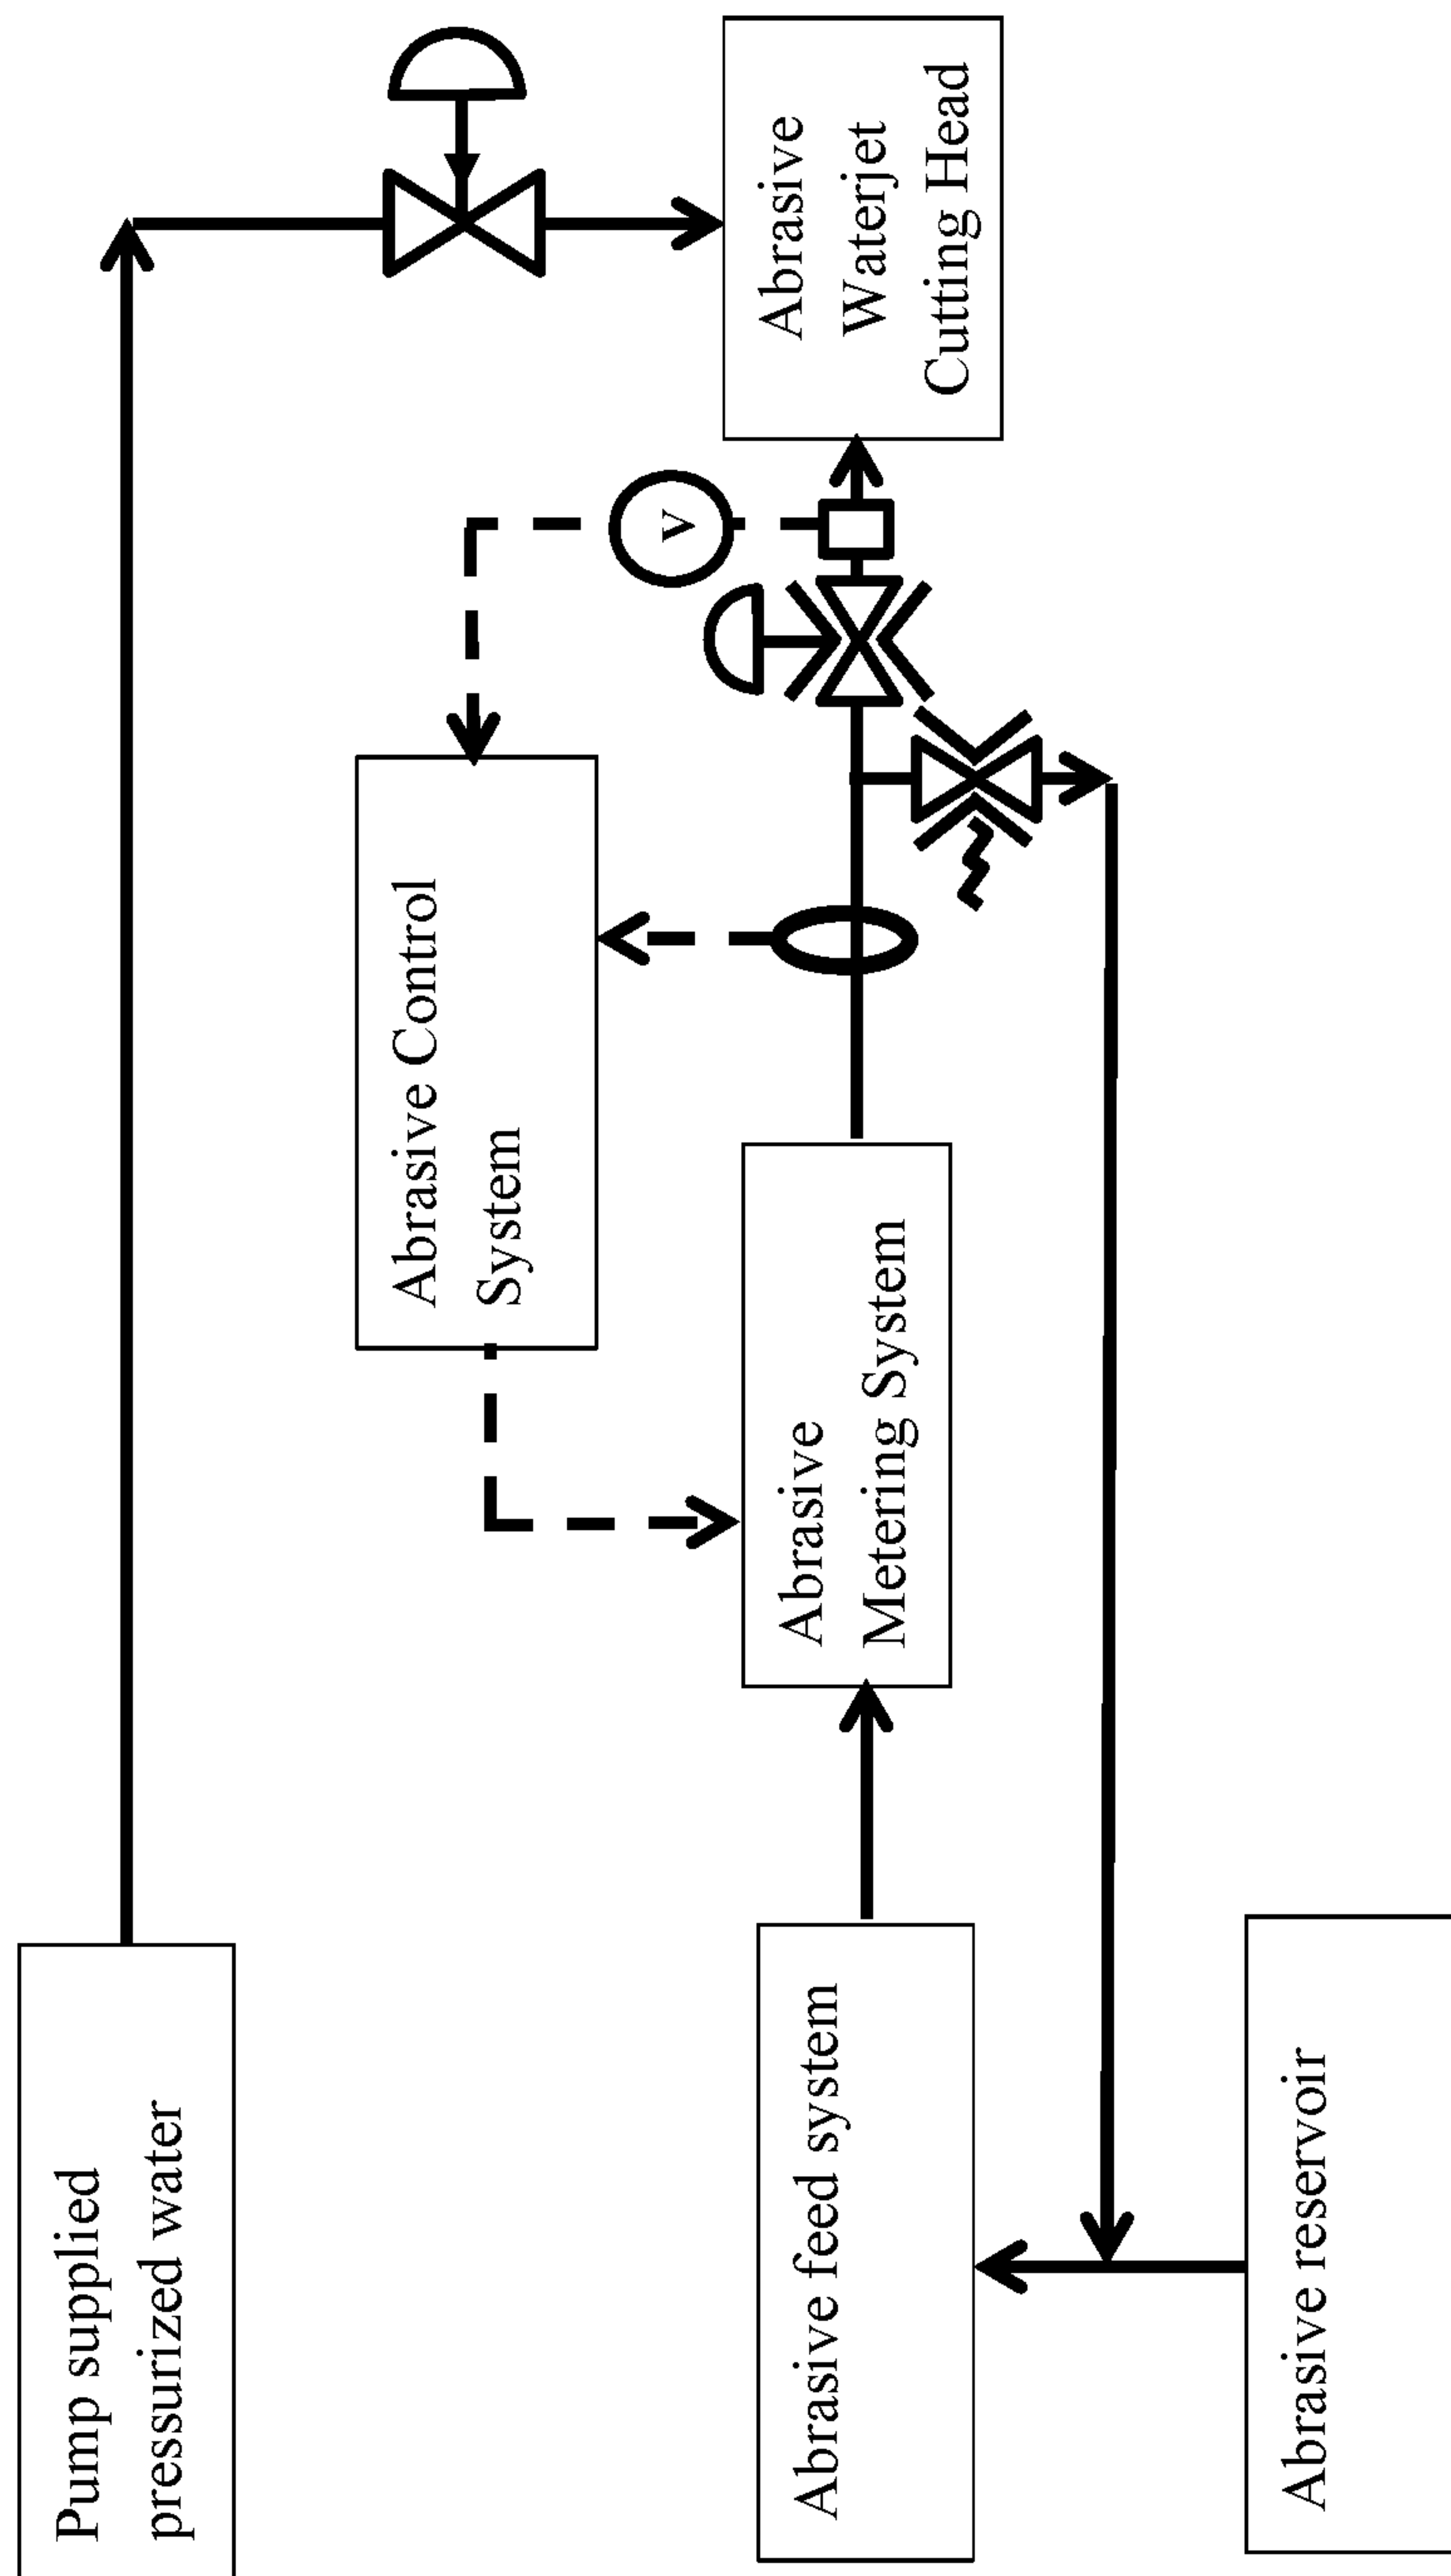 Pump supplied
pressurized water
Abrasive Control
System
v
Abrasive feed system
Abrasive
Metering System
Abrasive
Waterjet
Cutting Head
Abrasive reservoir